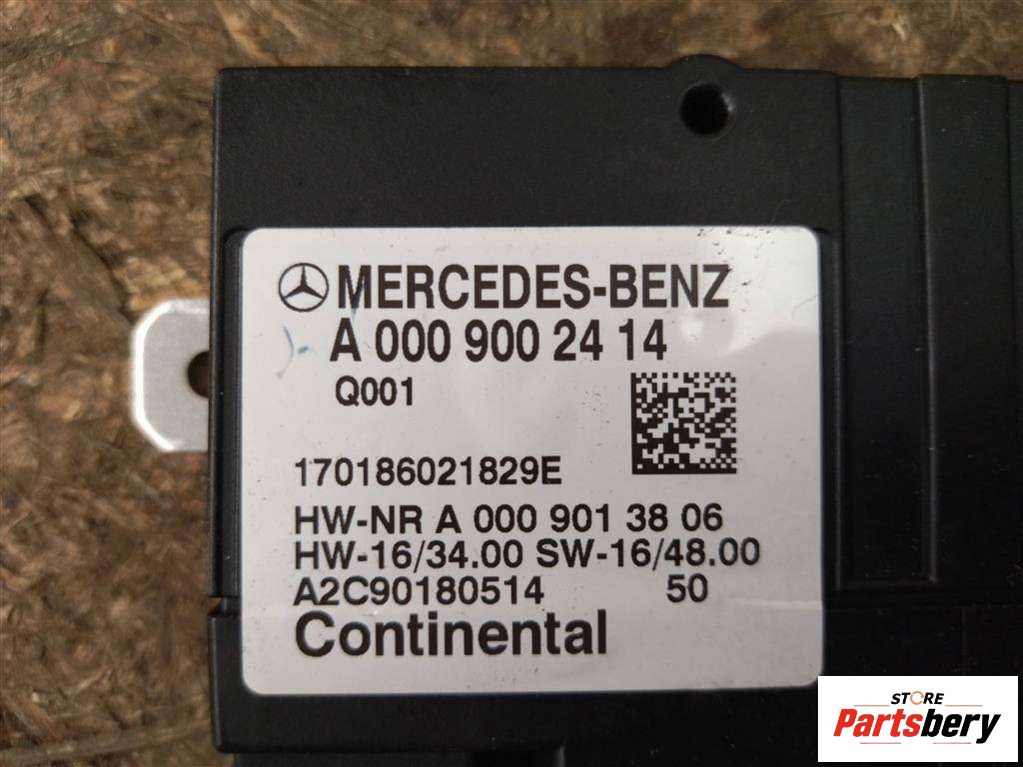 MERCEDES-BENZ
A 000 900 24 14
Q001
170186021829E
HW-NR A 000 901 38 06
HW-16/34.00 SW-16/48.00
A2C90180514 50
Continental
STORE
Partsbery